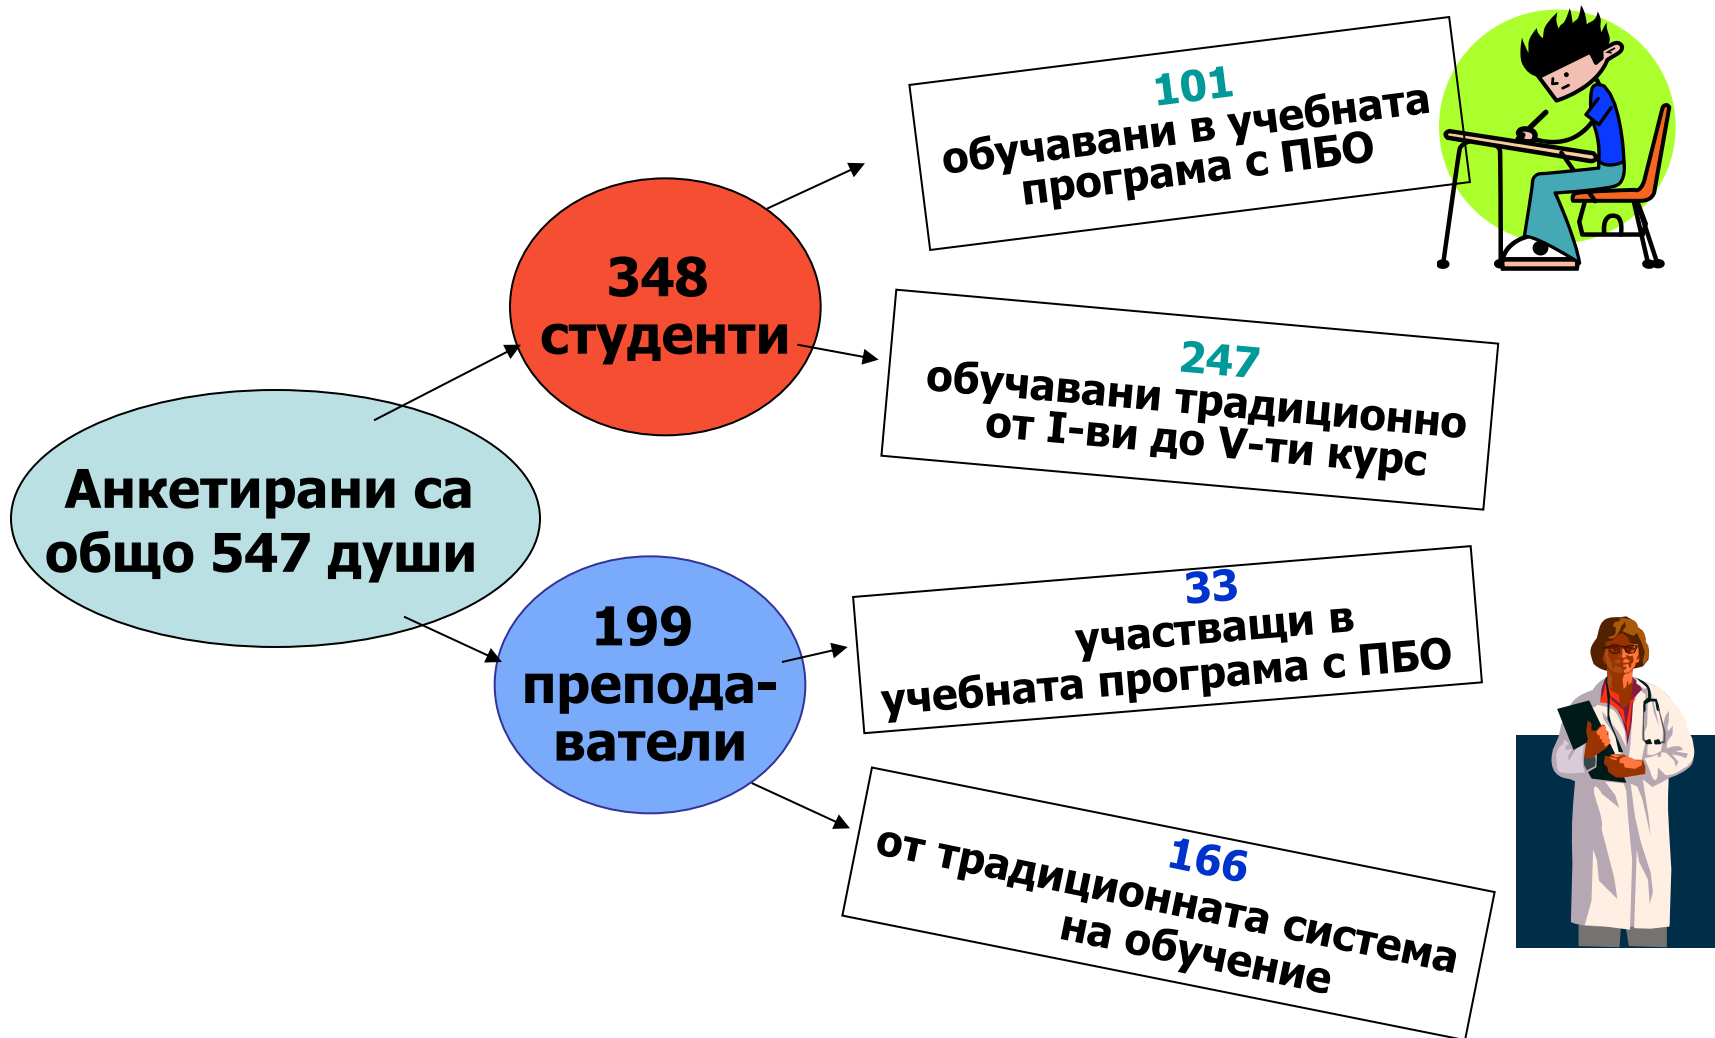 Анкетирани са
общо 547 души
348
студенти
101
обучавани в учебната
програма с ПБО
247
обучавани традиционно
от I-ви до V-ти курс
199
препода-
ватели
33
участващи в
учебната програма с ПБО
166
от традиционната система
на обучение